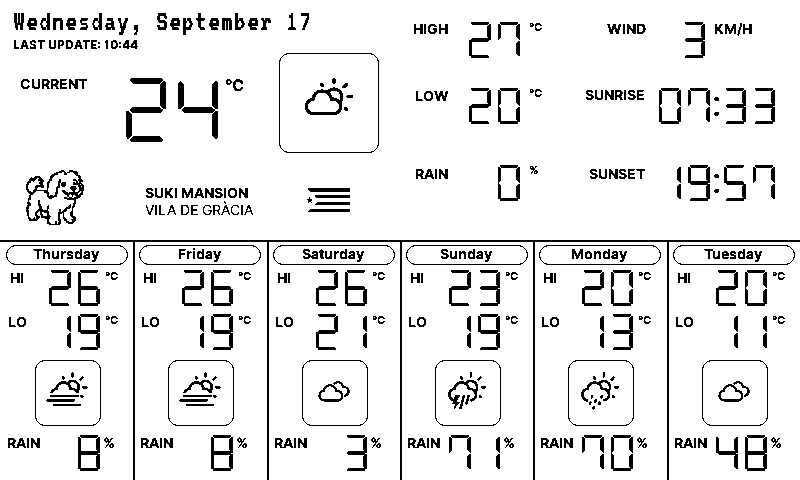 Wednesday, September 17
LAST UPDATE: 10:44
CURRENT 24 °C
HIGH 27 °C
WIND 3 KM/H
LOW 20 °C
SUNRISE 07:33
RAIN 0 %
SUNSET 19:57
SUKI MANSION
VILA DE GRÀCIA
Thursday
HI 26 °C
LO 19 °C
RAIN 8 %
Friday
HI 26 °C
LO 19 °C
RAIN 8 %
Saturday
HI 26 °C
LO 21 °C
RAIN 3 %
Sunday
HI 23 °C
LO 19 °C
RAIN 71 %
Monday
HI 20 °C
LO 13 °C
RAIN 70 %
Tuesday
HI 20 °C
LO 11 °C
RAIN 48 %